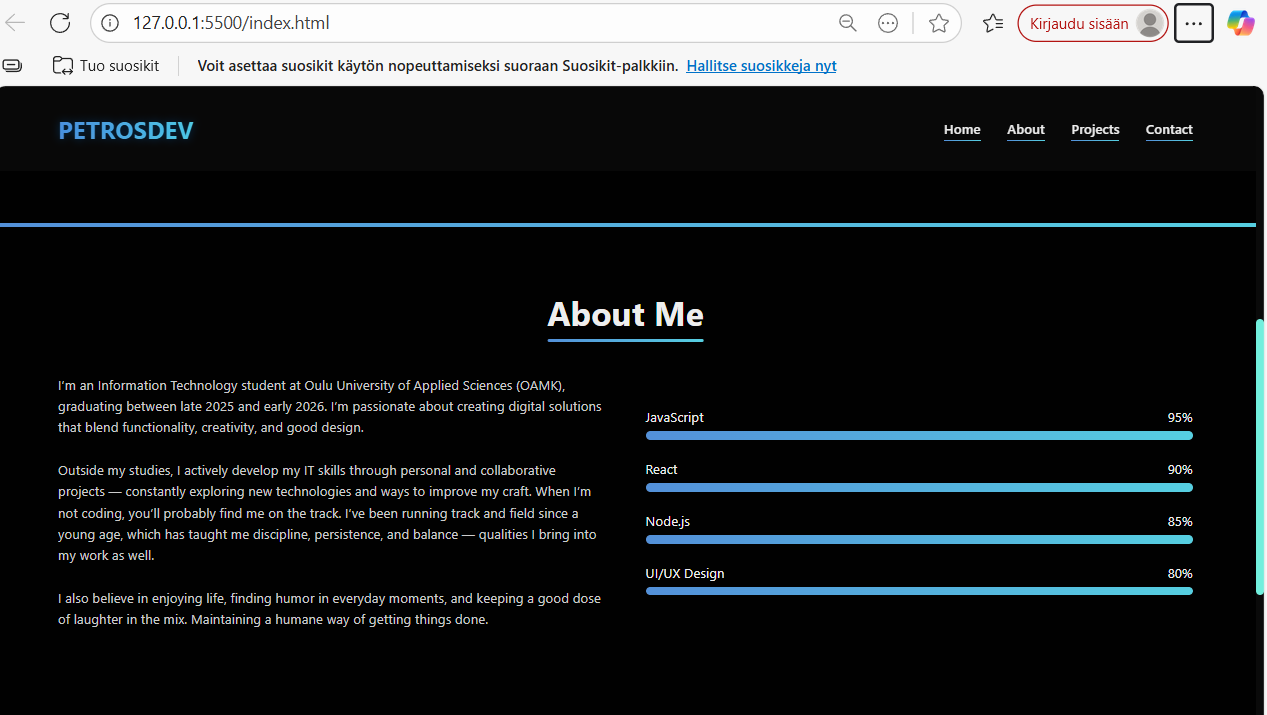 127.0.0.1:5500/index.html
Kirjaudu sisään
Tuo suosikit
Voit asettaa suosikit käytön nopeuttamiseksi suoraan Suosikit-palkkiin. Hallitse suosikkeja nyt
PETROSDEV
Home About Projects Contact
About Me
I’m an Information Technology student at Oulu University of Applied Sciences (OAMK),
graduating between late 2025 and early 2026. I’m passionate about creating digital solutions
that blend functionality, creativity, and good design.
Outside my studies, I actively develop my IT skills through personal and collaborative
projects — constantly exploring new technologies and ways to improve my craft. When I’m
not coding, you’ll probably find me on the track. I’ve been running track and field since a
young age, which has taught me discipline, persistence, and balance — qualities I bring into
my work as well.
I also believe in enjoying life, finding humor in everyday moments, and keeping a good dose
of laughter in the mix. Maintaining a humane way of getting things done.
JavaScript 95%
React 90%
Node.js 85%
UI/UX Design 80%